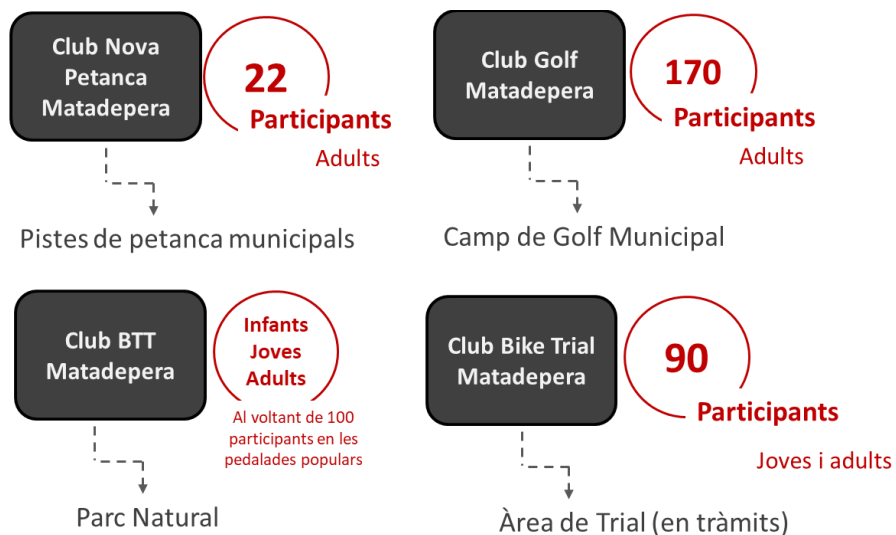 Club Nova
Petanca
Matadepera
22
Participants
Adults
Pistes de petanca municipals
Club Golf
Matadepera
170
Participants
Adults
Camp de Golf Municipal
Club BTT
Matadepera
Infants
Joves
Adults
Al voltant de 100
participants en les
pedalades populars
Parc Natural
Club Bike Trial
Matadepera
90
Participants
Joves i adults
Àrea de Trial (en tràmits)